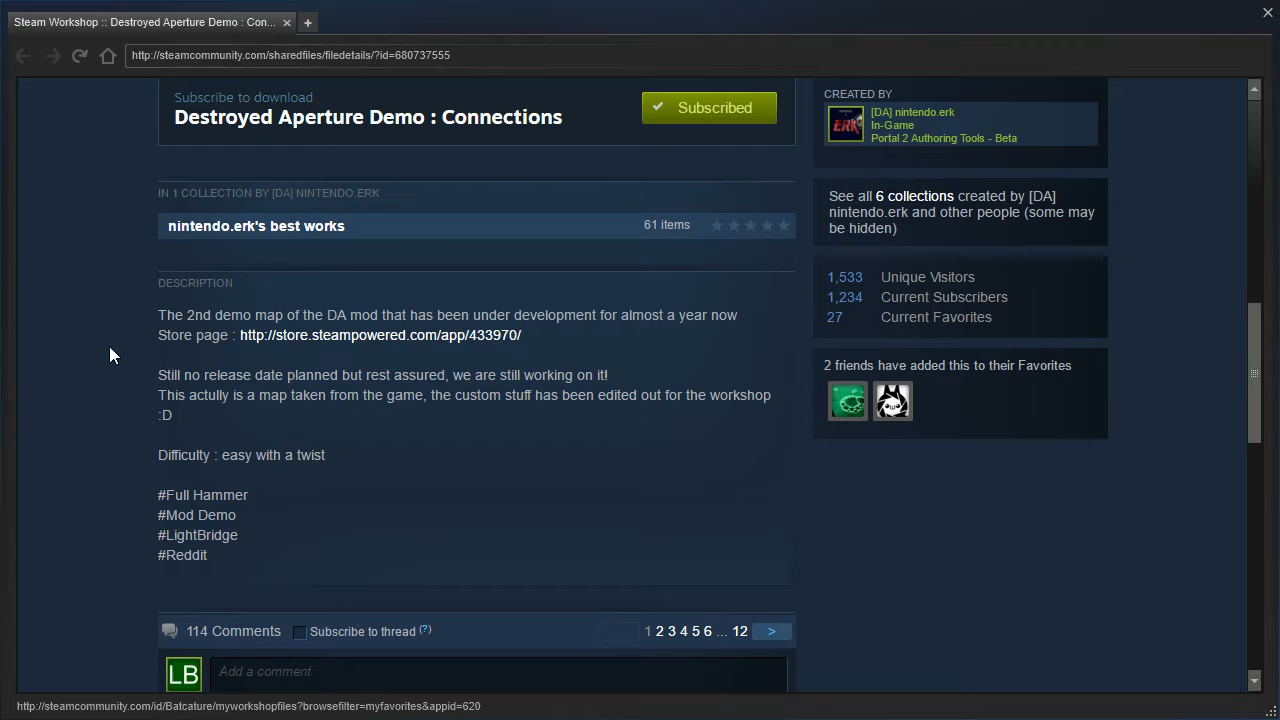 Steam Workshop :: Destroyed Aperture Demo : Con...
http://steamcommunity.com/sharedfiles/filedetails/?id=680737555
Subscribe to download
Destroyed Aperture Demo : Connections
Subscribed
IN 1 COLLECTION BY [DA] NINTENDO.ERK
nintendo.erk's best works 61 items
DESCRIPTION
The 2nd demo map of the DA mod that has been under development for almost a year now
Store page : http://store.steampowered.com/app/433970/
Still no release date planned but rest assured, we are still working on it!
This actully is a map taken from the game, the custom stuff has been edited out for the workshop
:D
Difficulty : easy with a twist
#Full Hammer
#Mod Demo
#LightBridge
#Reddit
114 Comments Subscribe to thread (?) 1 2 3 4 5 6 ... 12 >
LB Add a comment
CREATED BY
ERK
[DA] nintendo.erk
In-Game
Portal 2 Authoring Tools - Beta
See all 6 collections created by [DA]
nintendo.erk and other people (some may
be hidden)
1,533 Unique Visitors
1,234 Current Subscribers
27 Current Favorites
2 friends have added this to their Favorites
http://steamcommunity.com/id/Batcature/myworkshopfiles?browsefilter=myfavorites&appid=620